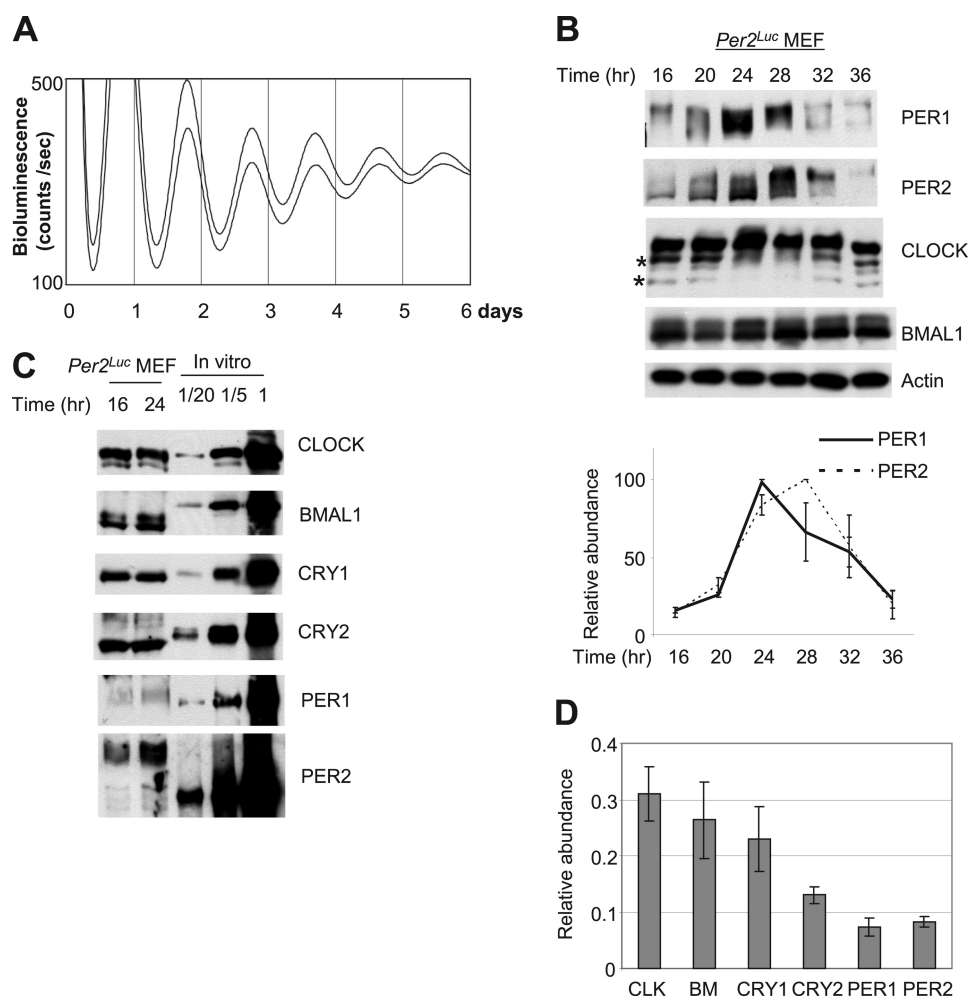 A
500
100
Bioluminescence
(counts /sec)
0 1 2 3 4 5 6 days
B
Per2Luc MEF
Time (hr) 16 20 24 28 32 36
PER1
PER2
CLOCK
*
*
BMAL1
Actin
PER1
PER2
Relative abundance
100
50
0
Time (hr) 16 20 24 28 32 36
C
Per2Luc MEF In vitro
Time (hr) 16 24 1/20 1/5 1
CLOCK
BMAL1
CRY1
CRY2
PER1
PER2
D
Relative abundance
0.4
0.3
0.2
0.1
0
CLK BM CRY1 CRY2 PER1 PER2